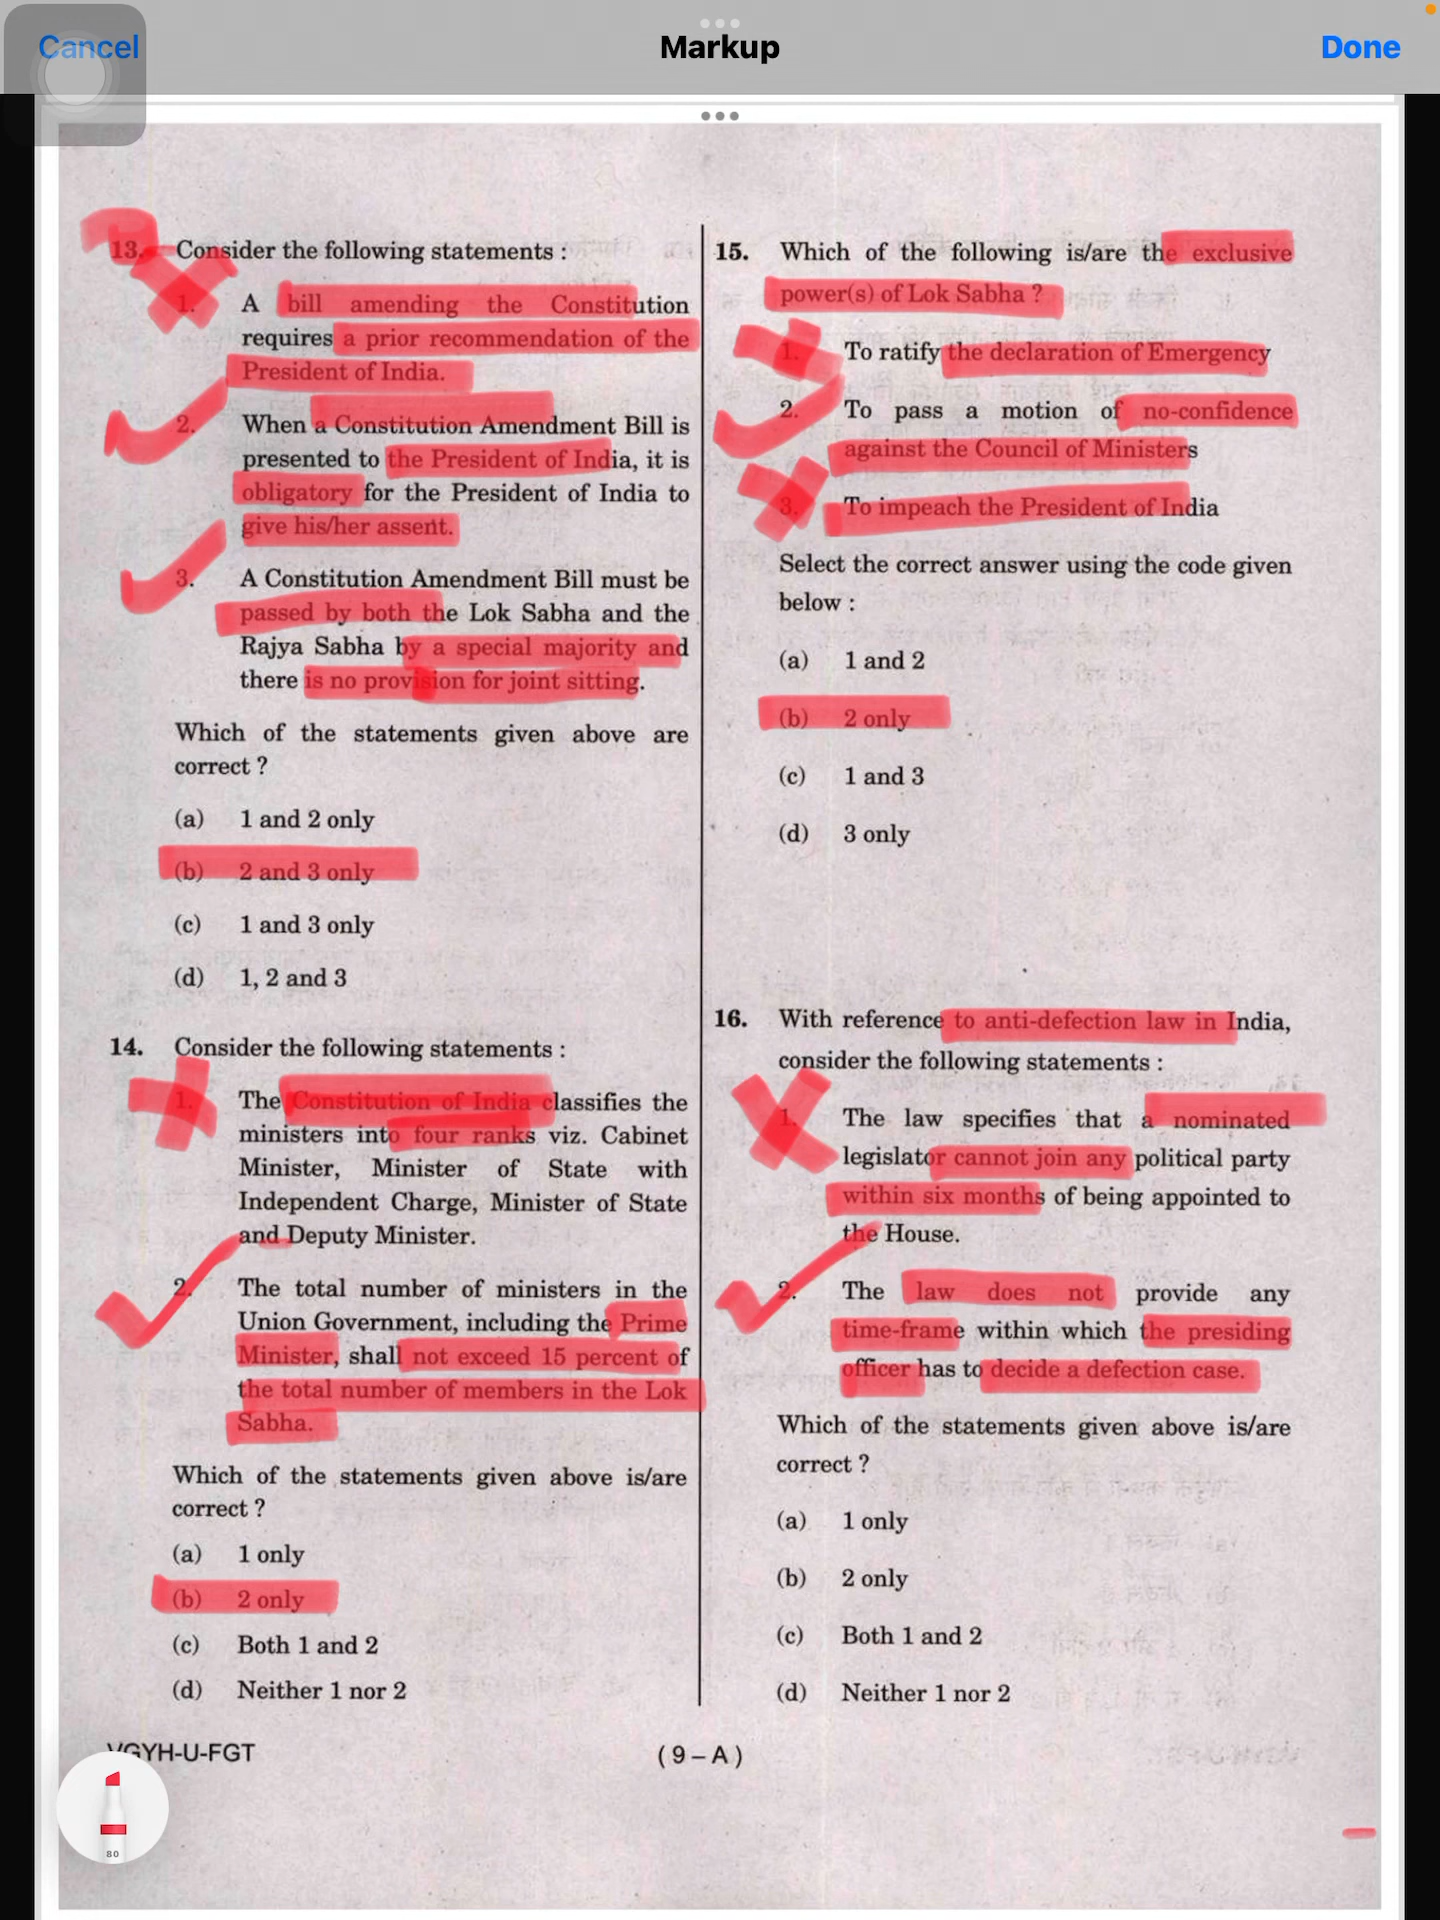 Cancel
Markup
Done
13. Consider the following statements :
1. A bill amending the Constitution
requires a prior recommendation of the
President of India.
2. When a Constitution Amendment Bill is
presented to the President of India, it is
obligatory for the President of India to
give his/her assent.
3. A Constitution Amendment Bill must be
passed by both the Lok Sabha and the
Rajya Sabha by a special majority and
there is no provision for joint sitting.
Which of the statements given above are
correct ?
(a) 1 and 2 only
(b) 2 and 3 only
(c) 1 and 3 only
(d) 1, 2 and 3
14. Consider the following statements :
1. The Constitution of India classifies the
ministers into four ranks viz. Cabinet
Minister, Minister of State with
Independent Charge, Minister of State
and Deputy Minister.
2. The total number of ministers in the
Union Government, including the Prime
Minister, shall not exceed 15 percent of
the total number of members in the Lok
Sabha.
Which of the statements given above is/are
correct ?
(a) 1 only
(b) 2 only
(c) Both 1 and 2
(d) Neither 1 nor 2
15. Which of the following is/are the exclusive
power(s) of Lok Sabha ?
1. To ratify the declaration of Emergency
2. To pass a motion of no-confidence
against the Council of Ministers
3. To impeach the President of India
Select the correct answer using the code given
below :
(a) 1 and 2
(b) 2 only
(c) 1 and 3
(d) 3 only
16. With reference to anti-defection law in India,
consider the following statements :
1. The law specifies that a nominated
legislator cannot join any political party
within six months of being appointed to
the House.
2. The law does not provide any
time-frame within which the presiding
officer has to decide a defection case.
Which of the statements given above is/are
correct ?
(a) 1 only
(b) 2 only
(c) Both 1 and 2
(d) Neither 1 nor 2
VGYH-U-FGT
( 9 – A )
80